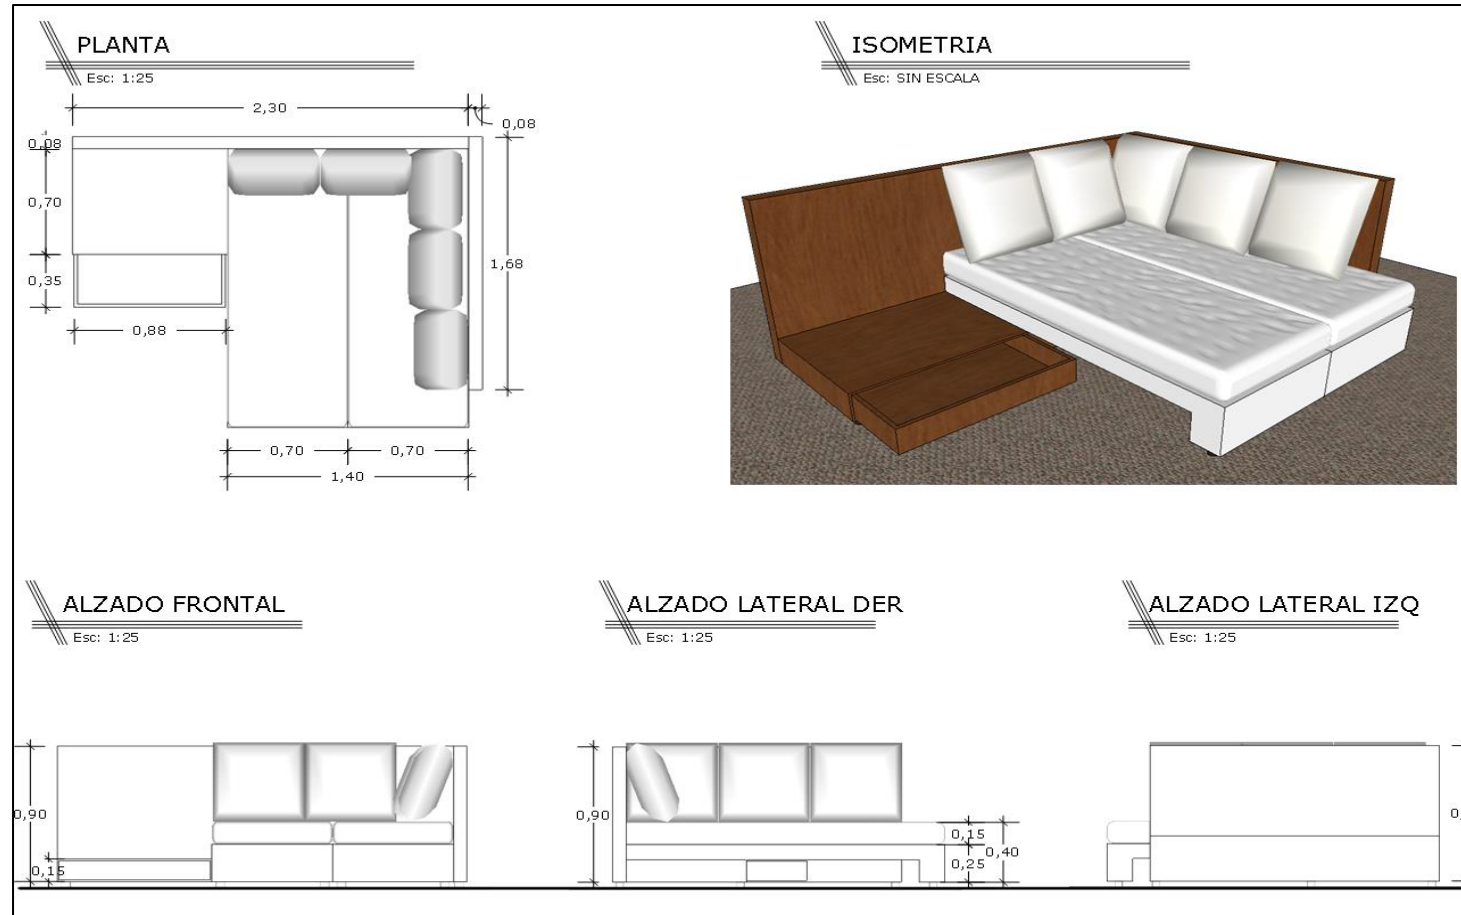 PLANTA
Esc: 1:25
ISOMETRIA
Esc: SIN ESCALA
2,30
0,08
0,08
0,70
0,35
0,88
1,68
0,70
0,70
1,40
ALZADO FRONTAL
Esc: 1:25
ALZADO LATERAL DER
Esc: 1:25
ALZADO LATERAL IZQ
Esc: 1:25
0,90
0,15
0,90
0,15
0,40
0,25